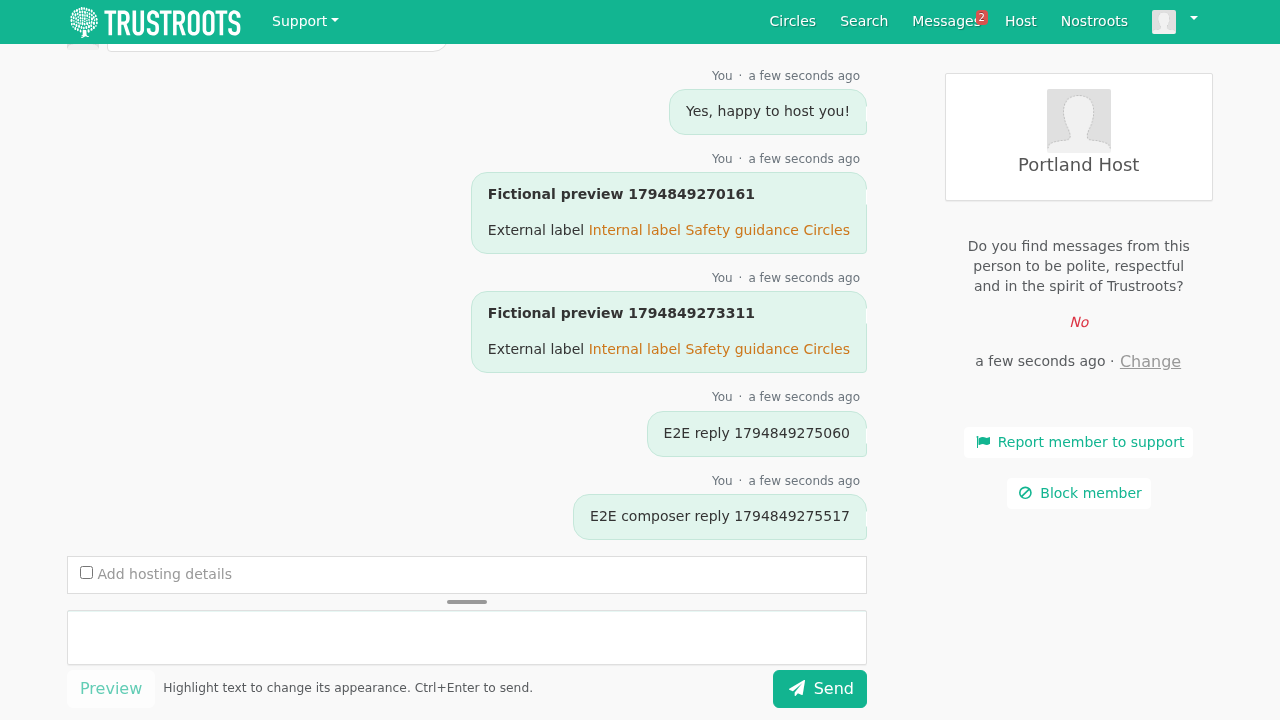 TRUSTROOTS Support Circles Search Messages 2 Host Nostroots
You · a few seconds ago
Yes, happy to host you!
You · a few seconds ago
Fictional preview 1794849270161
External label Internal label Safety guidance Circles
You · a few seconds ago
Fictional preview 1794849273311
External label Internal label Safety guidance Circles
You · a few seconds ago
E2E reply 1794849275060
You · a few seconds ago
E2E composer reply 1794849275517
Add hosting details
Preview Highlight text to change its appearance. Ctrl+Enter to send. Send
Portland Host
Do you find messages from this
person to be polite, respectful
and in the spirit of Trustroots?
No
a few seconds ago · Change
Report member to support
Block member